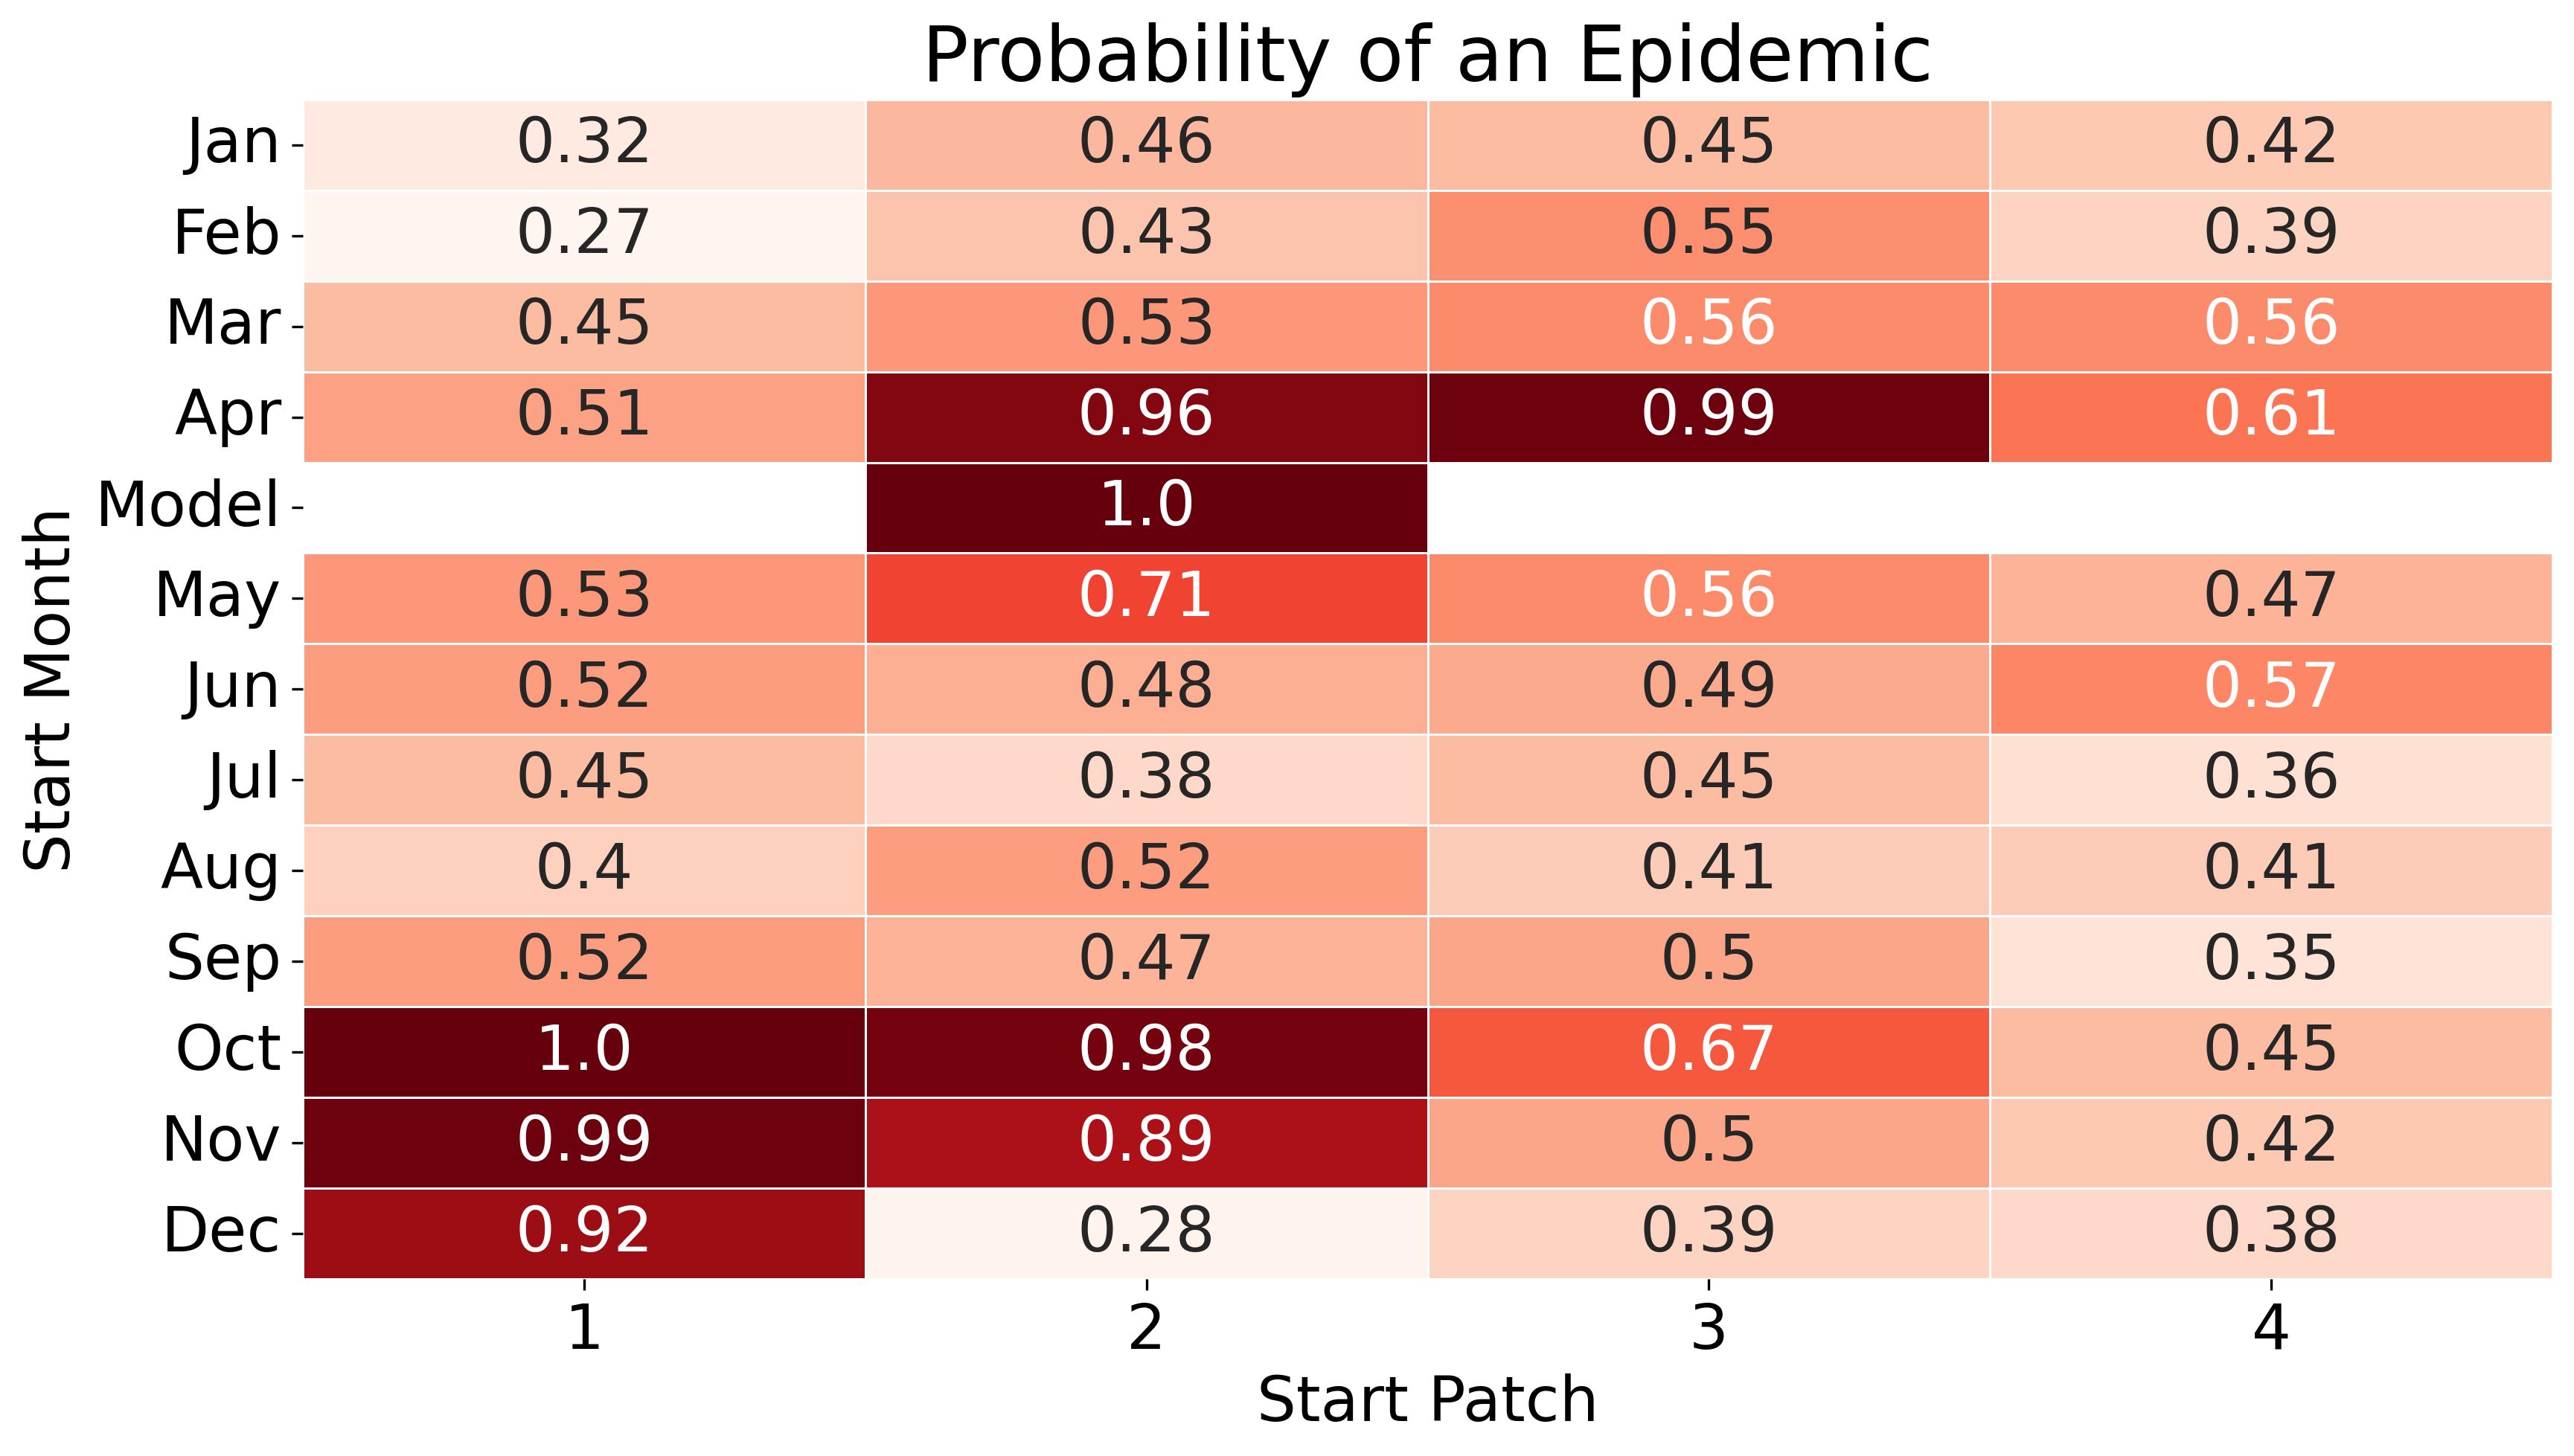 Probability of an Epidemic
Jan 0.32 0.46 0.45 0.42
Feb 0.27 0.43 0.55 0.39
Mar 0.45 0.53 0.56 0.56
Apr 0.51 0.96 0.99 0.61
Model 1.0
May 0.53 0.71 0.56 0.47
Jun 0.52 0.48 0.49 0.57
Jul 0.45 0.38 0.45 0.36
Aug 0.4 0.52 0.41 0.41
Sep 0.52 0.47 0.5 0.35
Oct 1.0 0.98 0.67 0.45
Nov 0.99 0.89 0.5 0.42
Dec 0.92 0.28 0.39 0.38
1 2 3 4
Start Patch
Start Month